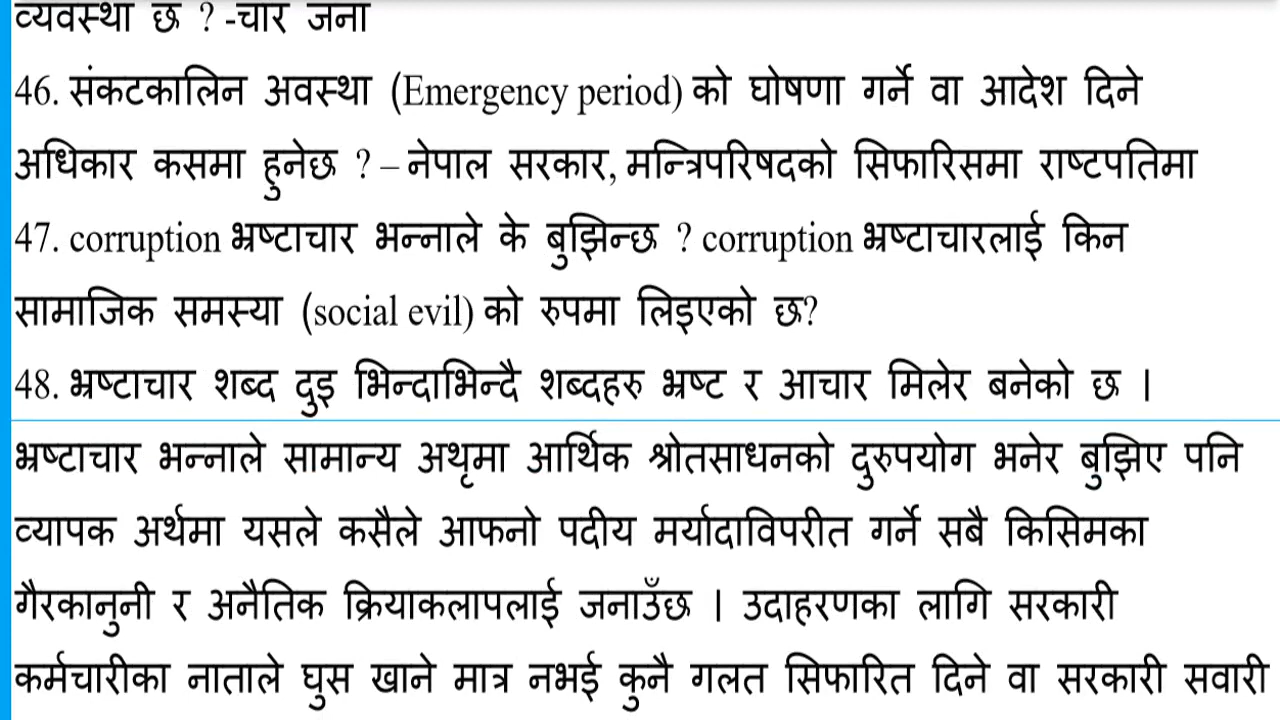 व्यवस्था छ ? -चार जना
46. संकटकालिन अवस्था (Emergency period) को घोषणा गर्ने वा आदेश दिने
अधिकार कसमा हुनेछ ? – नेपाल सरकार, मन्त्रिपरिषदको सिफारिसमा राष्टपतिमा
47. corruption भ्रष्टाचार भन्नाले के बुझिन्छ ? corruption भ्रष्टाचारलाई किन
सामाजिक समस्या (social evil) को रुपमा लिइएको छ?
48. भ्रष्टाचार शब्द दुइ भिन्दाभिन्दै शब्दहरु भ्रष्ट र आचार मिलेर बनेको छ ।
भ्रष्टाचार भन्नाले सामान्य अथृमा आर्थिक श्रोतसाधनको दुरुपयोग भनेर बुझिए पनि
व्यापक अर्थमा यसले कसैले आफनो पदीय मर्यादाविपरीत गर्ने सबै किसिमका
गैरकानुनी र अनैतिक क्रियाकलापलाई जनाउँछ । उदाहरणका लागि सरकारी
कर्मचारीका नाताले घुस खाने मात्र नभई कुनै गलत सिफारित दिने वा सरकारी सवारी